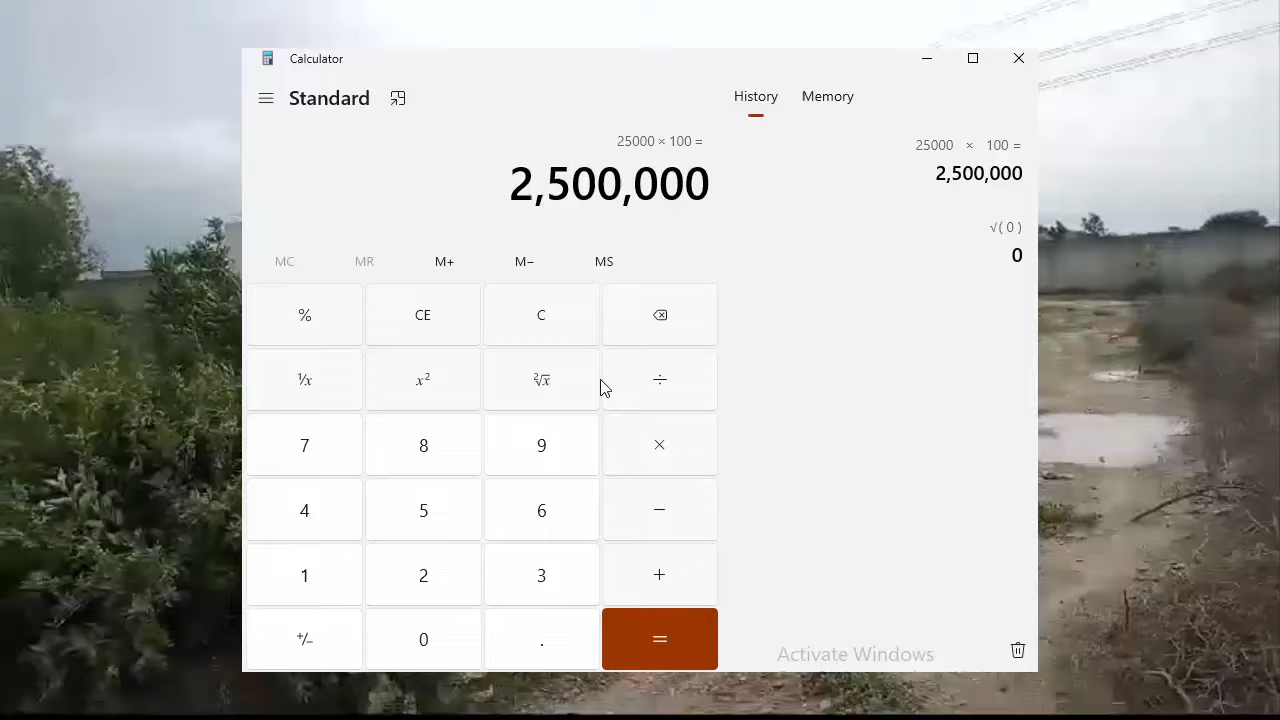 Calculator
Standard
History Memory
25000 × 100 =
2,500,000
25000 × 100 =
2,500,000
√( 0 )
0
MC MR M+ M− MS
% CE C
¹⁄x x² ²√x ÷
7 8 9 ×
4 5 6 −
1 2 3 +
+/− 0 . =
Activate Windows